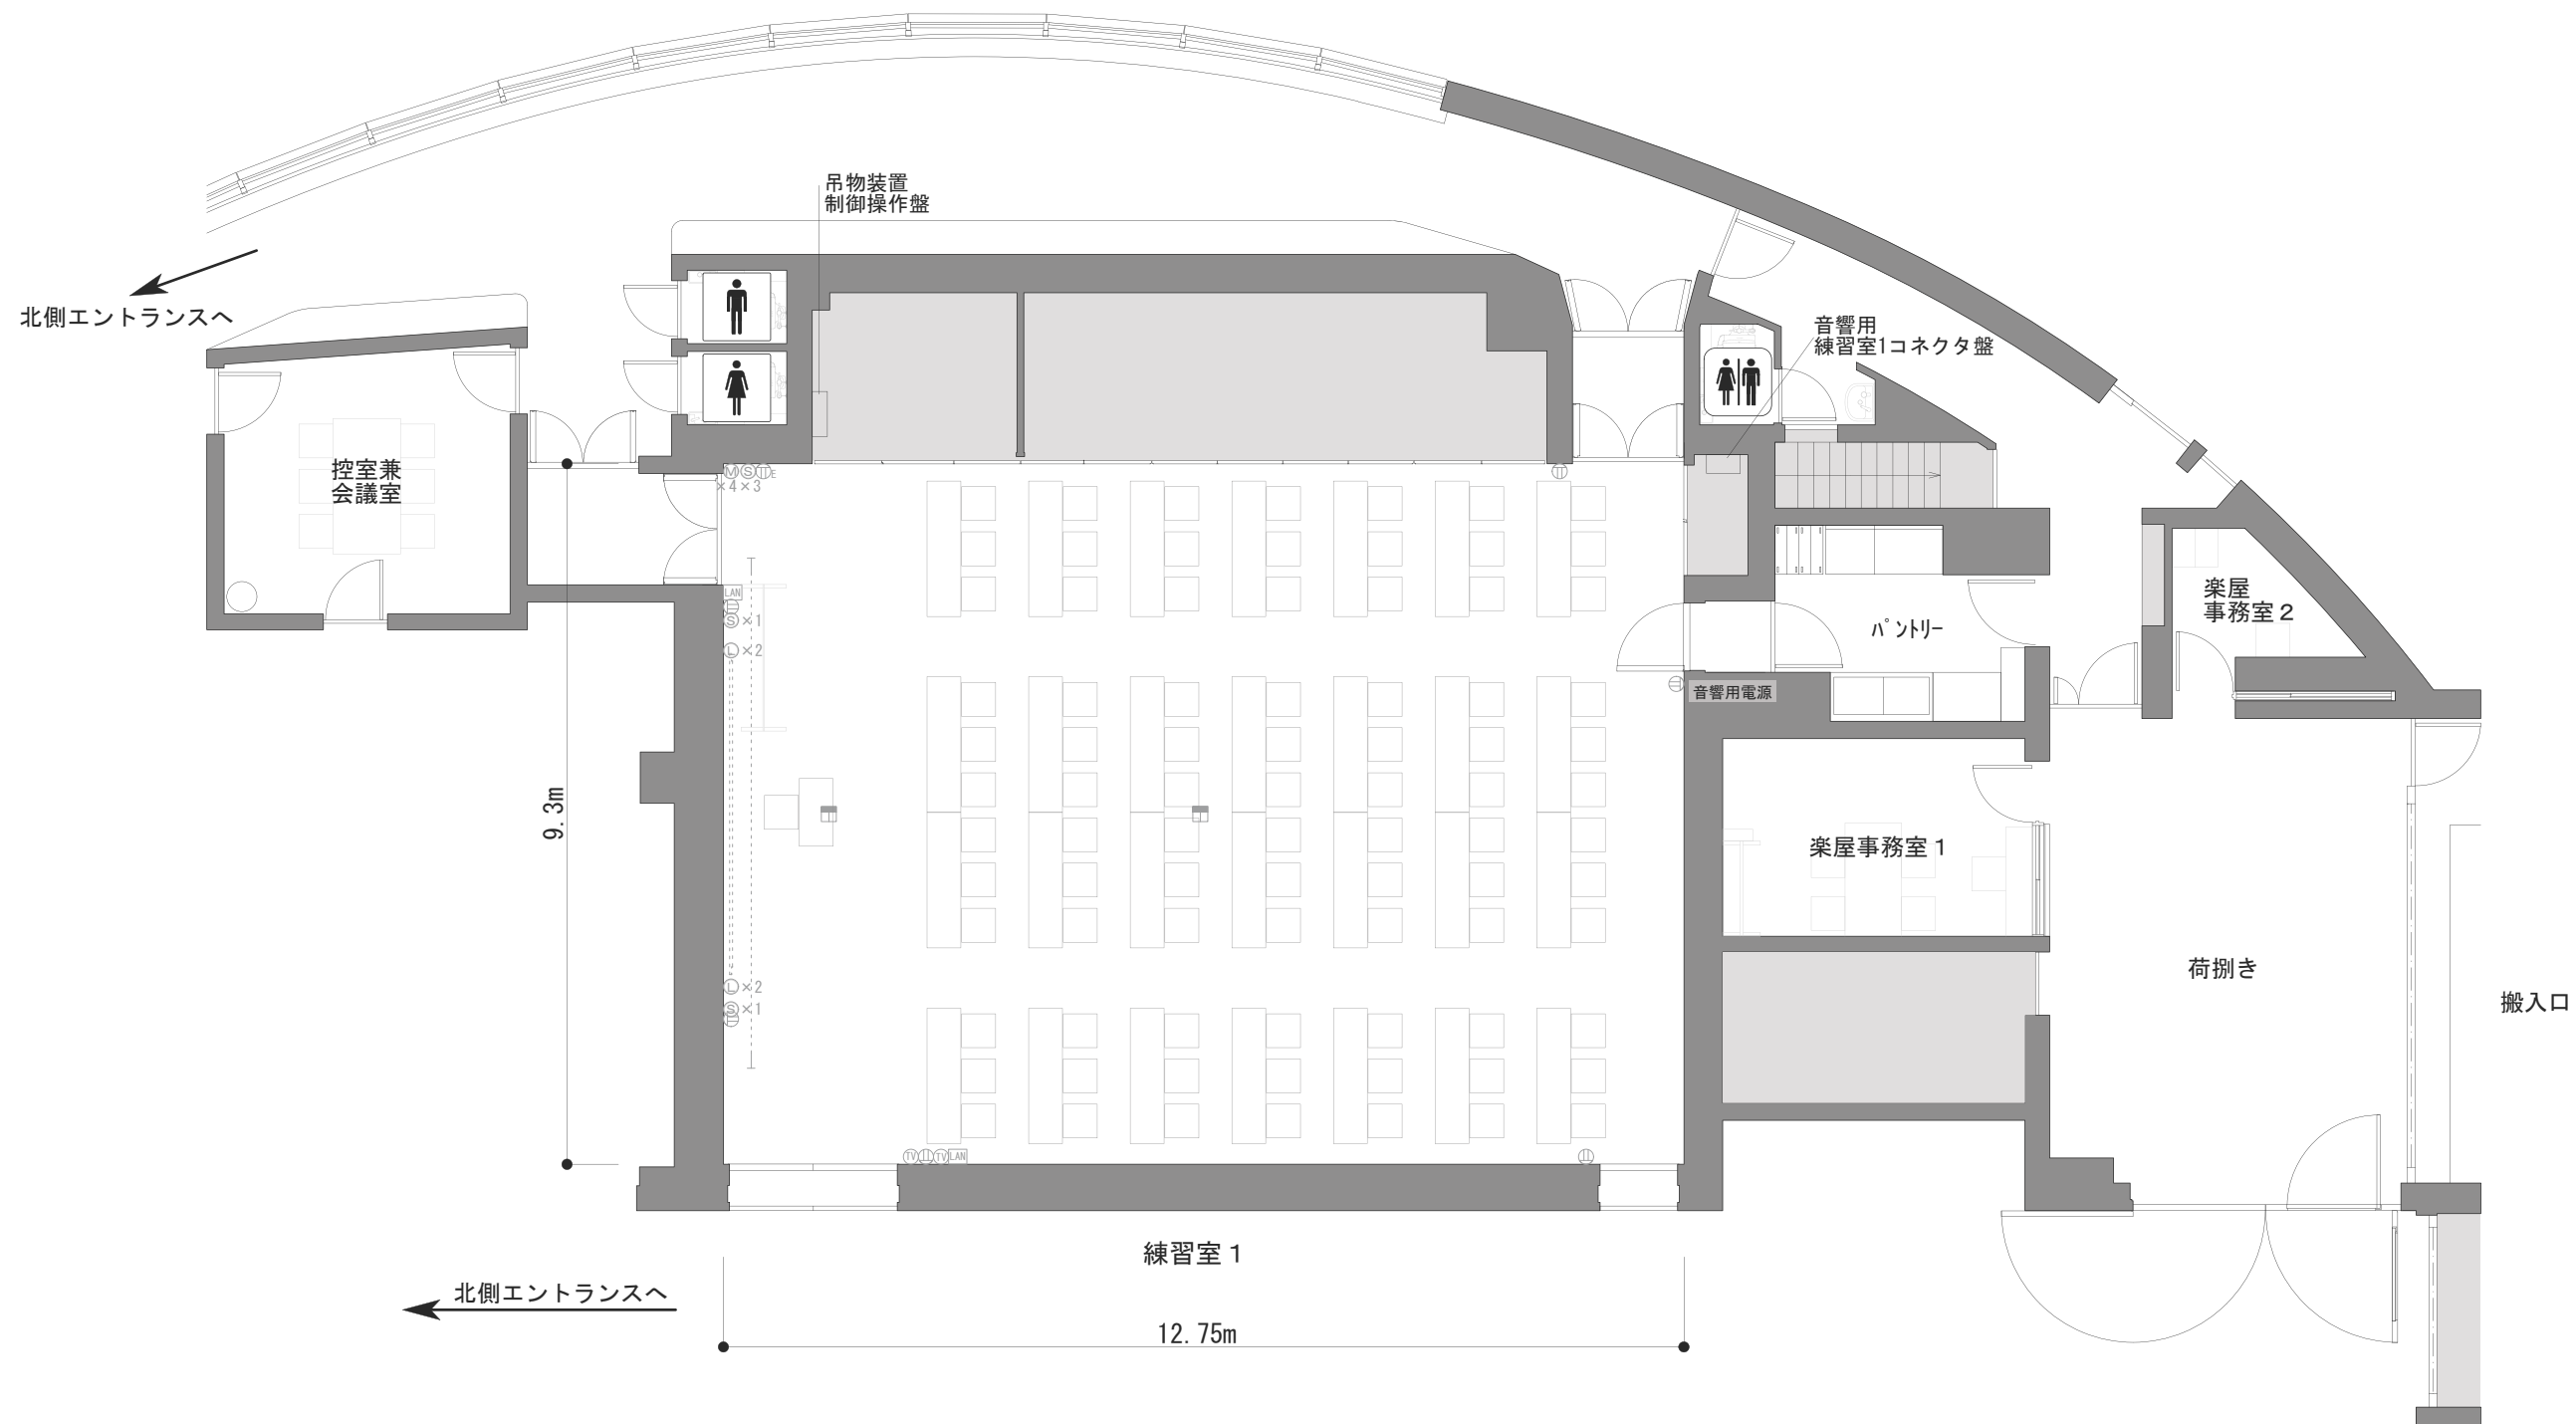 吊物装置
制御操作盤
北側エントランスへ
音響用
練習室1コネクタ盤
控室兼
会議室
Ⓜ Ⓢ E
×4×3
LAN
Ⓢ×1
Ⓛ×2
楽屋
事務室2
パントリー
音響用電源
9.3m
楽屋事務室1
荷捌き
搬入口
Ⓛ×2
Ⓢ×1
TV TV LAN
練習室1
北側エントランスへ
12.75m